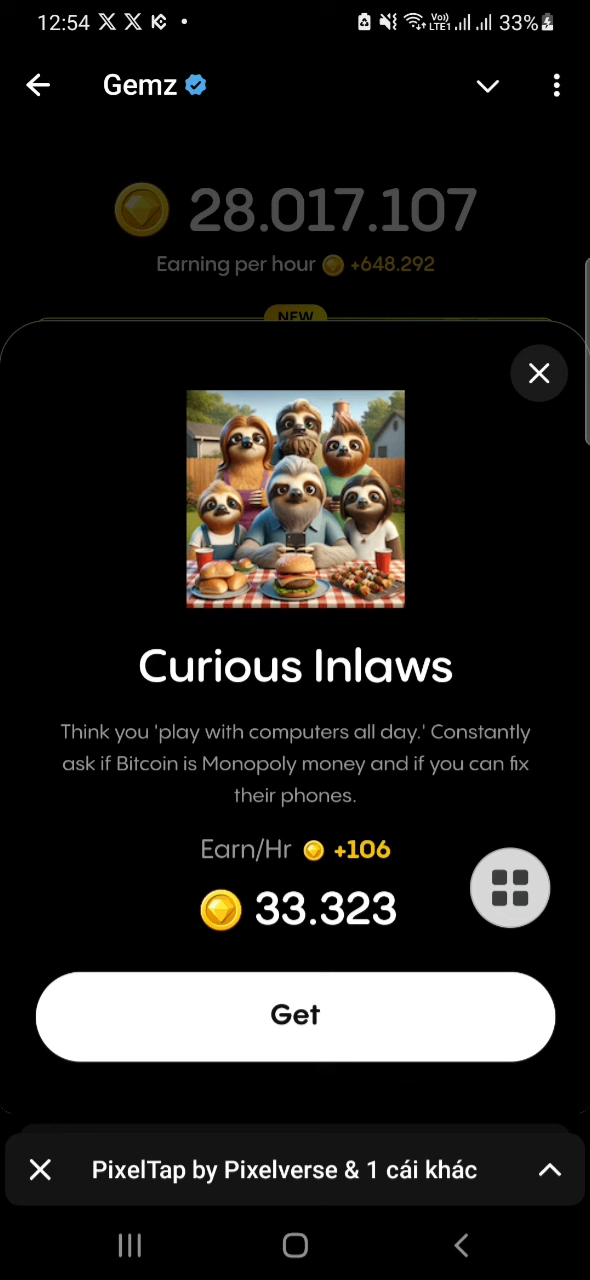 12:54
Vo))
LTE1
33%
Gemz
28.017.107
Earning per hour +648.292
NEW
Curious Inlaws
Think you 'play with computers all day.' Constantly
ask if Bitcoin is Monopoly money and if you can fix
their phones.
Earn/Hr +106
33.323
Get
PixelTap by Pixelverse & 1 cái khác